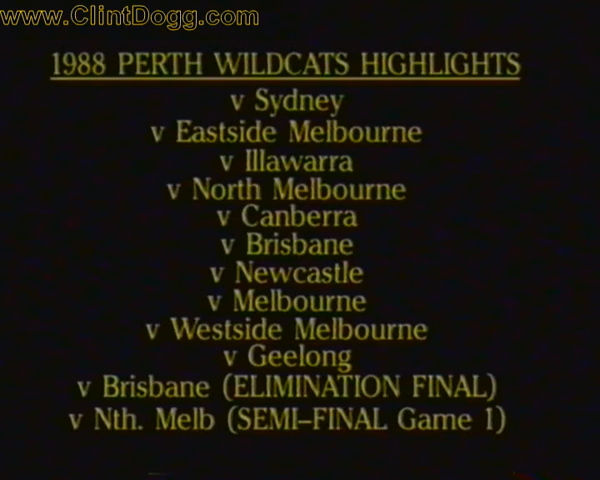 www.ClintDogg.com
1988 PERTH WILDCATS HIGHLIGHTS
v Sydney
v Eastside Melbourne
v Illawarra
v North Melbourne
v Canberra
v Brisbane
v Newcastle
v Melbourne
v Westside Melbourne
v Geelong
v Brisbane (ELIMINATION FINAL)
v Nth. Melb (SEMI-FINAL Game 1)